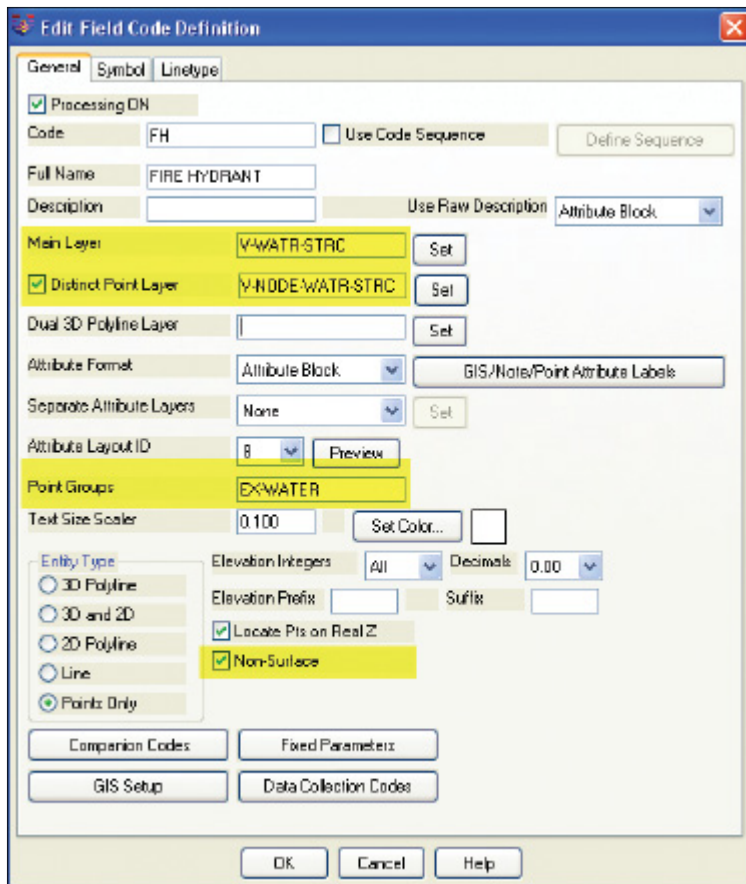 Edit Field Code Definition
General Symbol Linetype
Processing ON
Code FH Use Code Sequence Define Sequence
Full Name FIRE HYDRANT
Description Use Raw Description Attribute Block
Main Layer V-WATR-STRC Set
Distinct Point Layer V-NODE-WATR-STRC Set
Dual 3D Polyline Layer Set
Attribute Format Attribute Block GIS/Note/Point Attribute Labels
Separate Attribute Layers None Set
Attribute Layout ID 8 Preview
Point Groups EX-WATER
Text Size Scaler 0.100 Set Color...
Entity Type Elevation Integers All Decimals 0.00
3D Polyline Elevation Prefix Suffix
3D and 2D Locate Pts on Real Z
2D Polyline Non-Surface
Line
Points Only
Companion Codes Fixed Parameters
GIS Setup Data Collection Codes
OK Cancel Help